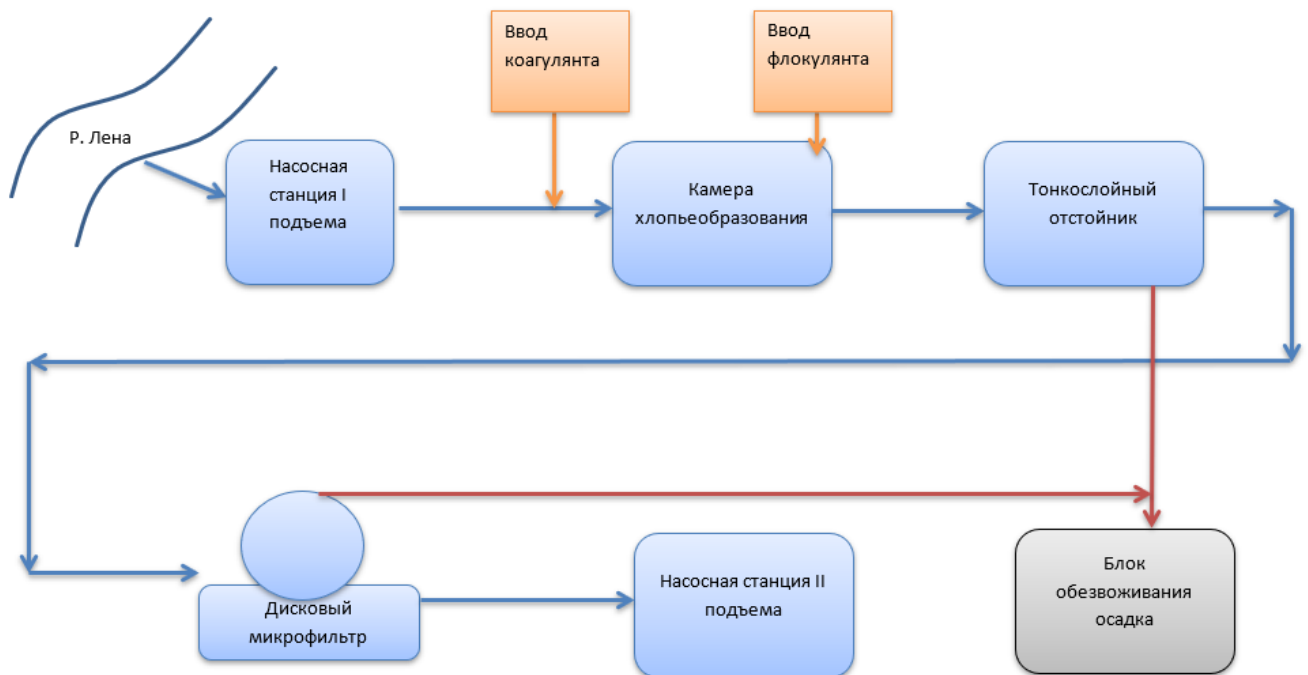 Ввод
коагулянта
Ввод
флокулянта
Р. Лена
Насосная
станция I
подъема
Камера
хлопьеобразования
Тонкослойный
отстойник
Дисковый
микрофильтр
Насосная станция II
подъема
Блок
обезвоживания
осадка